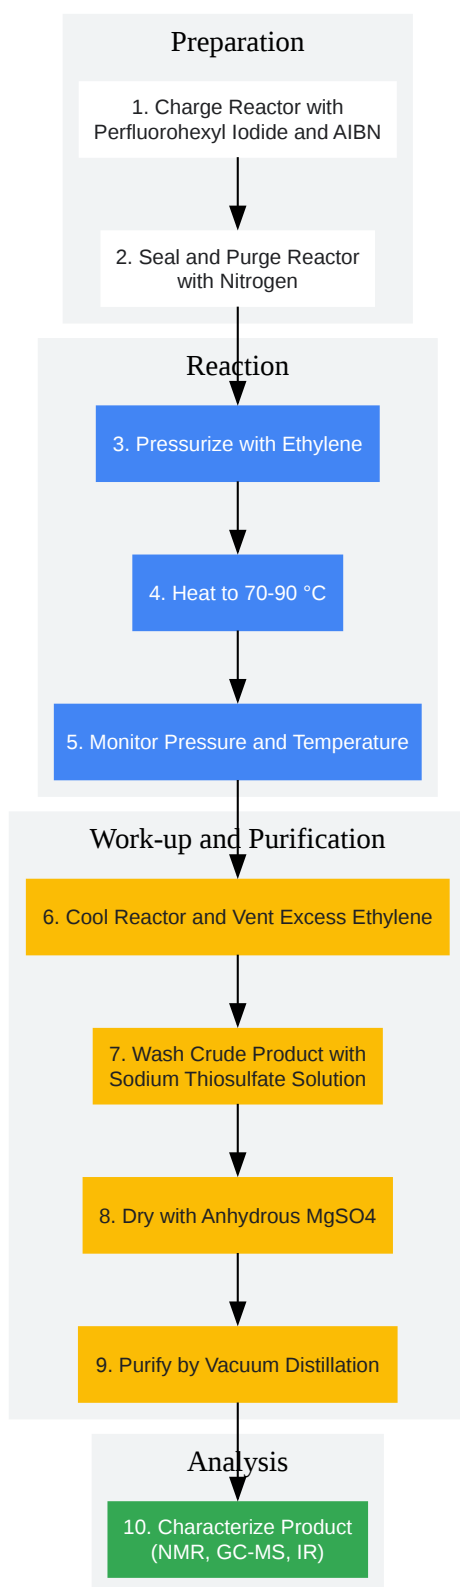 Preparation
1. Charge Reactor with
Perfluorohexyl Iodide and AIBN
2. Seal and Purge Reactor
with Nitrogen
Reaction
3. Pressurize with Ethylene
4. Heat to 70-90 °C
5. Monitor Pressure and Temperature
Work-up and Purification
6. Cool Reactor and Vent Excess Ethylene
7. Wash Crude Product with
Sodium Thiosulfate Solution
8. Dry with Anhydrous MgSO4
9. Purify by Vacuum Distillation
Analysis
10. Characterize Product
(NMR, GC-MS, IR)